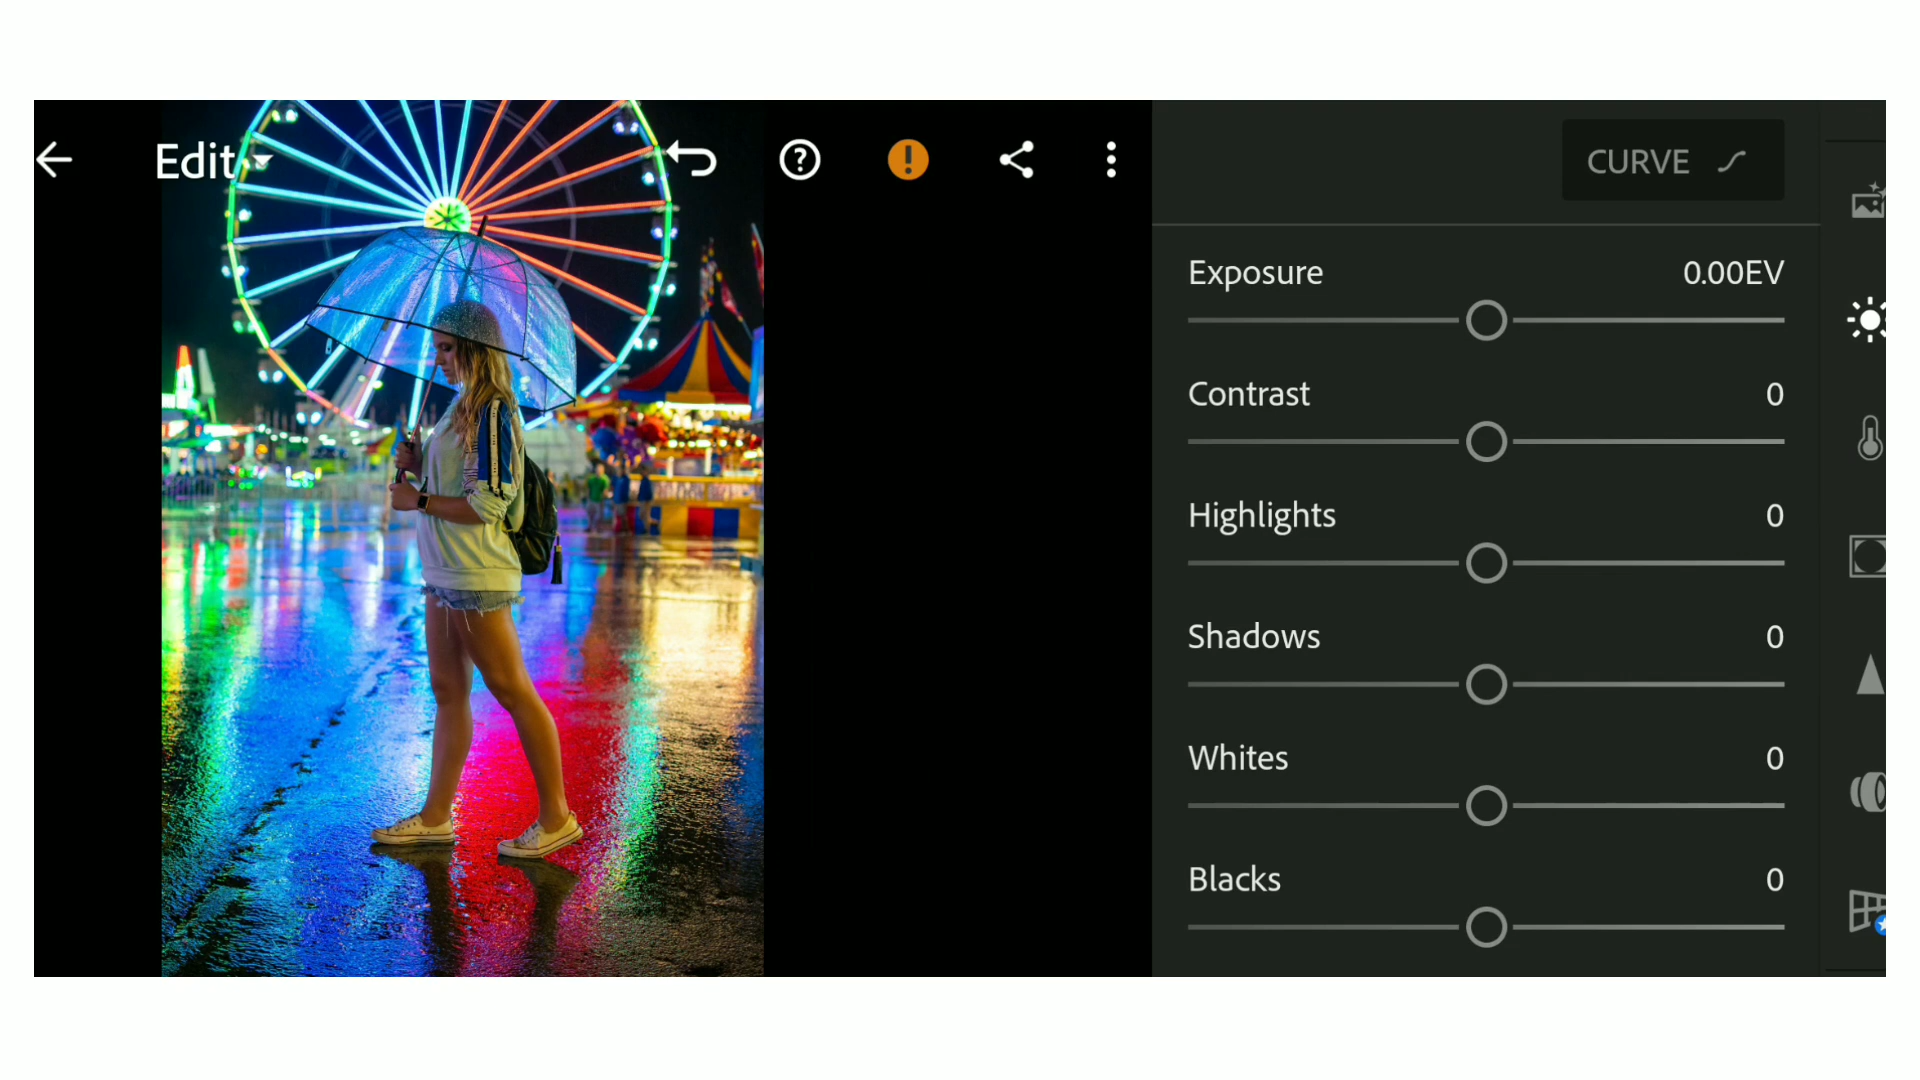 Edit
CURVE
Exposure 0.00EV
Contrast 0
Highlights 0
Shadows 0
Whites 0
Blacks 0